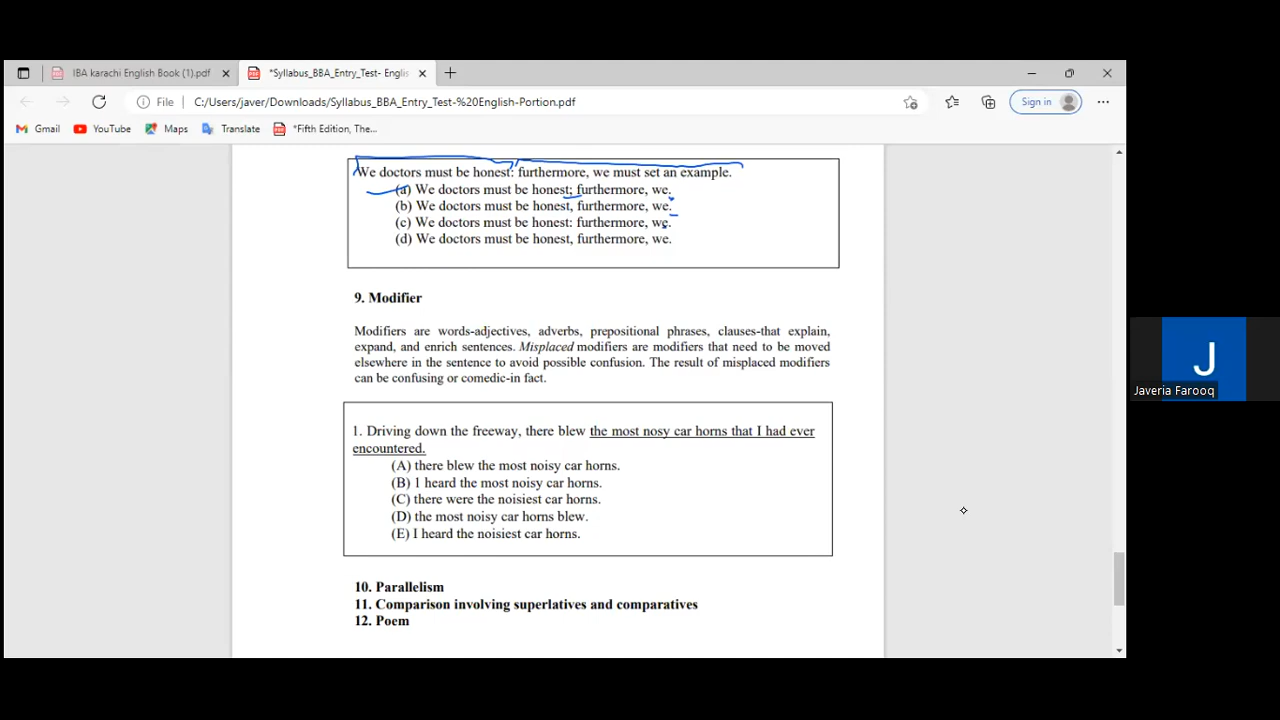 IBA karachi English Book (1).pdf
*Syllabus_BBA_Entry_Test- Englis
File
C:/Users/javer/Downloads/Syllabus_BBA_Entry_Test-%20English-Portion.pdf
Sign in
Gmail
YouTube
Maps
Translate
*Fifth Edition, The...
We doctors must be honest: furthermore, we must set an example.
(a) We doctors must be honest; furthermore, we.
(b) We doctors must be honest, furthermore, we.
(c) We doctors must be honest: furthermore, we.
(d) We doctors must be honest, furthermore, we.
9. Modifier
Modifiers are words-adjectives, adverbs, prepositional phrases, clauses-that explain,
expand, and enrich sentences. Misplaced modifiers are modifiers that need to be moved
elsewhere in the sentence to avoid possible confusion. The result of misplaced modifiers
can be confusing or comedic-in fact.
1. Driving down the freeway, there blew the most nosy car horns that I had ever
encountered.
(A) there blew the most noisy car horns.
(B) I heard the most noisy car horns.
(C) there were the noisiest car horns.
(D) the most noisy car horns blew.
(E) I heard the noisiest car horns.
10. Parallelism
11. Comparison involving superlatives and comparatives
12. Poem
J
Javeria Farooq